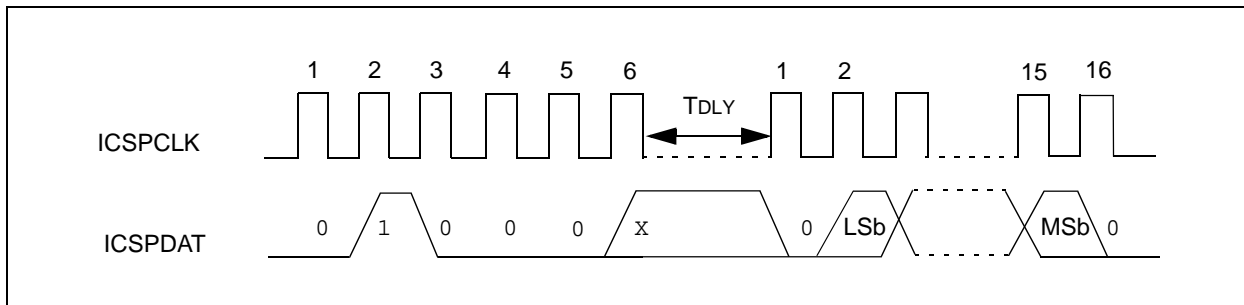 1 2 3 4 5 6 1 2 15 16
TDLY
ICSPCLK
ICSPDAT
0 1 0 0 0 X 0 LSb MSb 0